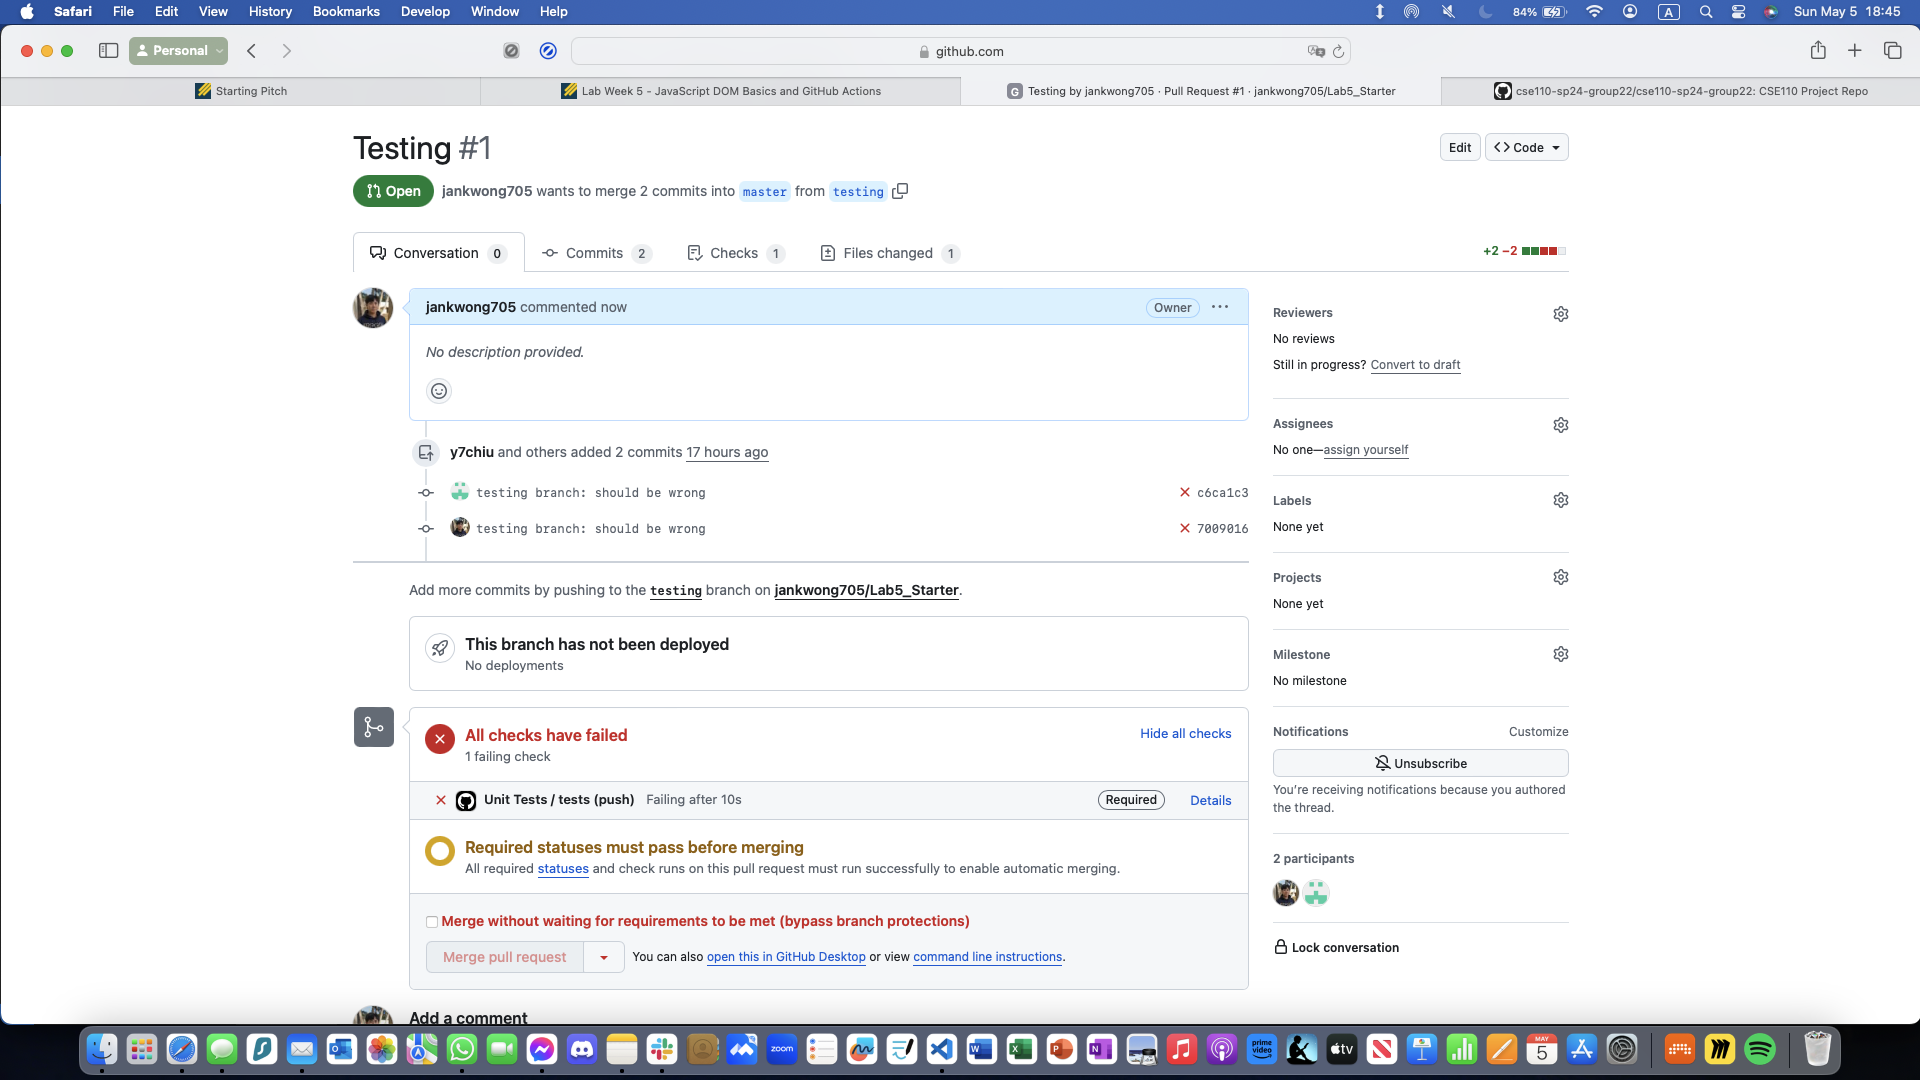 Safari File Edit View History Bookmarks Develop Window Help 84% A Sun May 5 18:45
Personal github.com
Starting Pitch Lab Week 5 - JavaScript DOM Basics and GitHub Actions G Testing by jankwong705 · Pull Request #1 · jankwong705/Lab5_Starter cse110-sp24-group22/cse110-sp24-group22: CSE110 Project Repo
Testing #1
Edit <> Code
Open jankwong705 wants to merge 2 commits into master from testing
Conversation 0 Commits 2 Checks 1 Files changed 1 +2 −2
jankwong705 commented now Owner
No description provided.
y7chiu and others added 2 commits 17 hours ago
testing branch: should be wrong c6ca1c3
testing branch: should be wrong 7009016
Add more commits by pushing to the testing branch on jankwong705/Lab5_Starter.
This branch has not been deployed
No deployments
All checks have failed Hide all checks
1 failing check
Unit Tests / tests (push) Failing after 10s Required Details
Required statuses must pass before merging
All required statuses and check runs on this pull request must run successfully to enable automatic merging.
Merge without waiting for requirements to be met (bypass branch protections)
Merge pull request You can also open this in GitHub Desktop or view command line instructions.
Add a comment
Reviewers
No reviews
Still in progress? Convert to draft
Assignees
No one—assign yourself
Labels
None yet
Projects
None yet
Milestone
No milestone
Notifications Customize
Unsubscribe
You're receiving notifications because you authored
the thread.
2 participants
Lock conversation
zoom W X P N prime video tv MAY 5